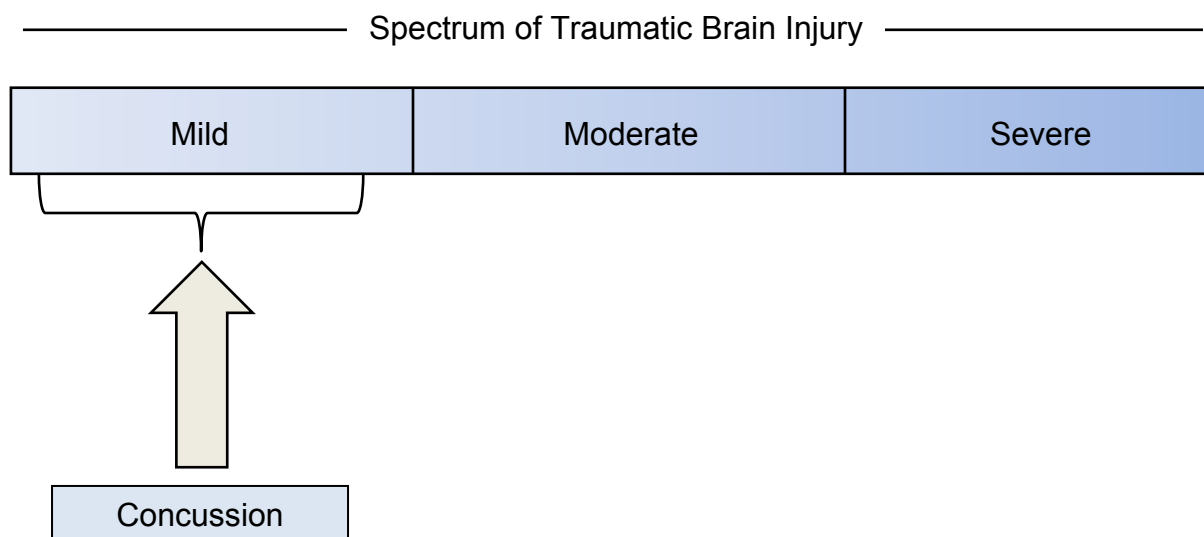 Spectrum of Traumatic Brain Injury
Mild Moderate Severe
Concussion